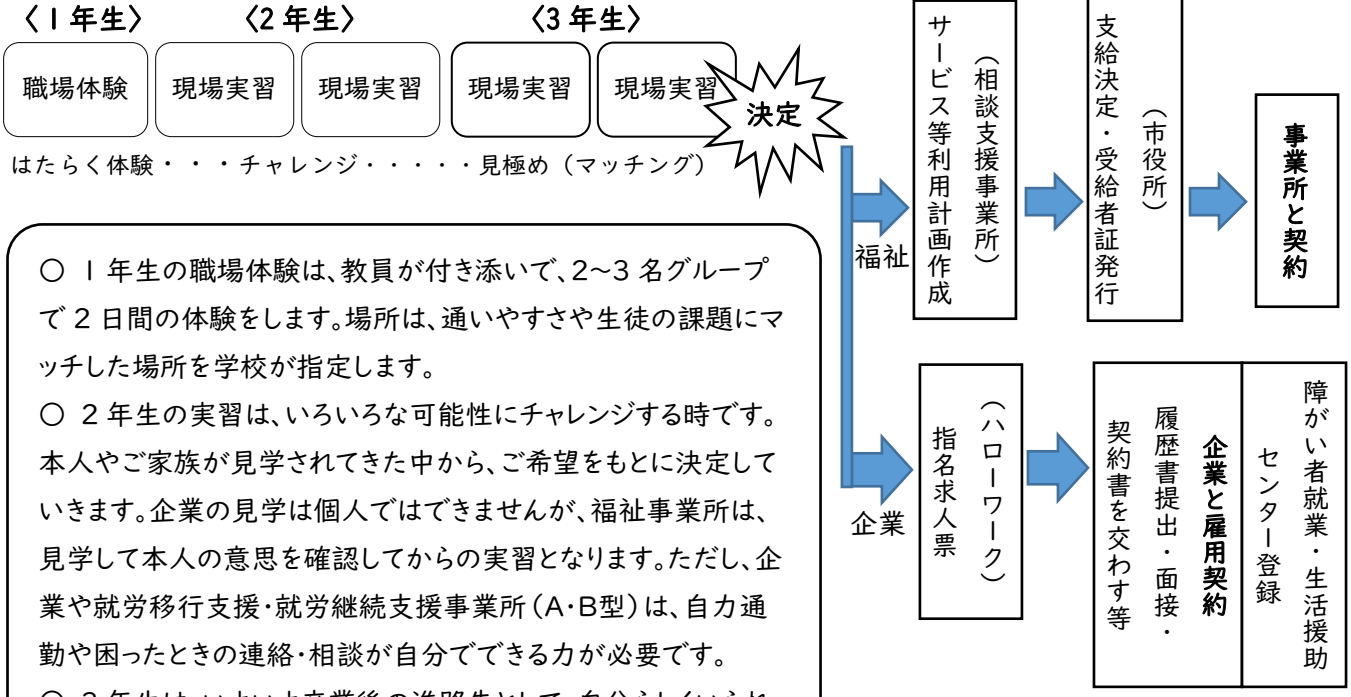 〈1年生〉 〈2年生〉 〈3年生〉
職場体験 現場実習 現場実習 現場実習 現場実習
決定
はたらく体験・・・チャレンジ・・・・・見極め（マッチング）
〇 1年生の職場体験は、教員が付き添いで、2~3名グループ
で2日間の体験をします。場所は、通いやすさや生徒の課題にマ
ッチした場所を学校が指定します。
〇 2年生の実習は、いろいろな可能性にチャレンジする時です。
本人やご家族が見学されてきた中から、ご希望をもとに決定して
いきます。企業の見学は個人ではできませんが、福祉事業所は、
見学して本人の意思を確認してからの実習となります。ただし、企
業や就労移行支援・就労継続支援事業所（A・B型）は、自力通
勤や困ったときの連絡・相談が自分でできる力が必要です。
福祉
（相談支援事業所）
サービス等利用計画作成
（市役所）
支給決定・受給者証発行
事業所と契約
企業
（ハローワーク）
指名求人票
企業と雇用契約
履歴書提出・面接・
契約書を交わす等
障がい者就業・生活援助
センター登録